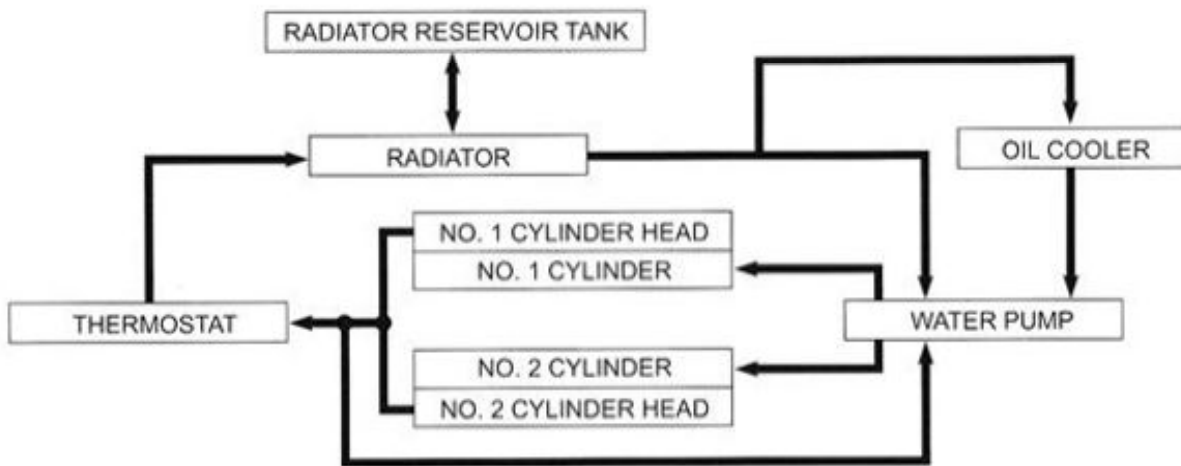 RADIATOR RESERVOIR TANK
RADIATOR
OIL COOLER
NO. 1 CYLINDER HEAD
NO. 1 CYLINDER
THERMOSTAT
WATER PUMP
NO. 2 CYLINDER
NO. 2 CYLINDER HEAD